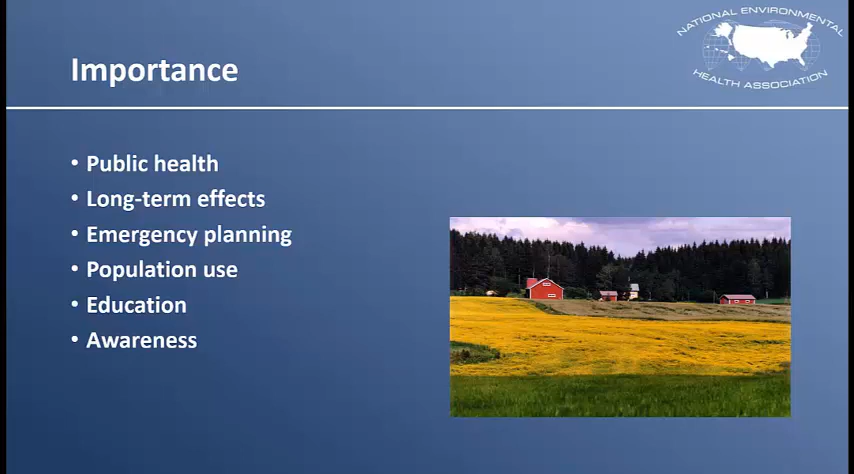 NATIONAL ENVIRONMENTAL
HEALTH ASSOCIATION
Importance
• Public health
• Long-term effects
• Emergency planning
• Population use
• Education
• Awareness